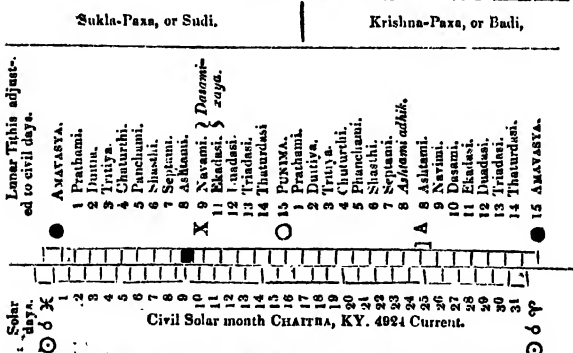 Sukla-Paxa, or Sudi.
Krishna-Paxa, or Badi,
Lunar Tithis adjust-
ed to civil days.
AMAVASYA.
1 Prathami.
2 Dutiya.
3 Tritiya.
4 Chaturthi.
5 Panchami.
6 Shasthi.
7 Septami.
8 Ashtami.
X 9 Navami.
11 Ekadasi.
Dasami-
xaya.
12 Duadasi.
13 Triadasi.
14 Thaturdasi
15 PUNIMA.
1 Prathami.
2 Dutiya.
3 Tritiya.
4 Chuturthi.
5 Phanchami.
6 Shasthi.
7 Septami.
8 Ashtami adhik.
A 8 Ashtami.
9 Navimi.
10 Dasami.
11 Ekadasi.
12 Duadasi.
13 Triadasi.
14 Thaturdasi.
15 AMAVASYA.
Solar
days.
☉ ☌ ♓ 1 2 3 4 5 6 7 8 9 10 11 12 13 14 15 16 17 18 19 20 21 22 23 24 25 26 27 28 29 30 31 ☉ ☌ ♈
Civil Solar month CHAITRA, KY. 4924 Current.